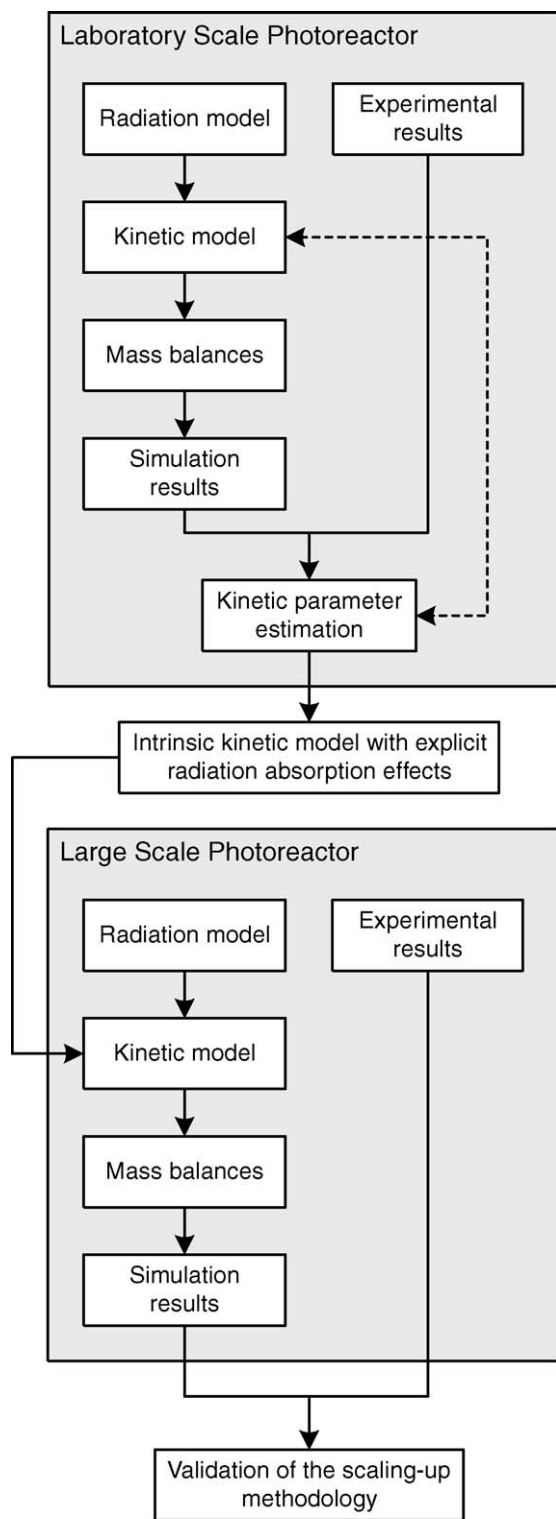 Laboratory Scale Photoreactor
Radiation model
Experimental
results
Kinetic model
Mass balances
Simulation
results
Kinetic parameter
estimation
Intrinsic kinetic model with explicit
radiation absorption effects
Large Scale Photoreactor
Radiation model
Experimental
results
Kinetic model
Mass balances
Simulation
results
Validation of the scaling-up
methodology